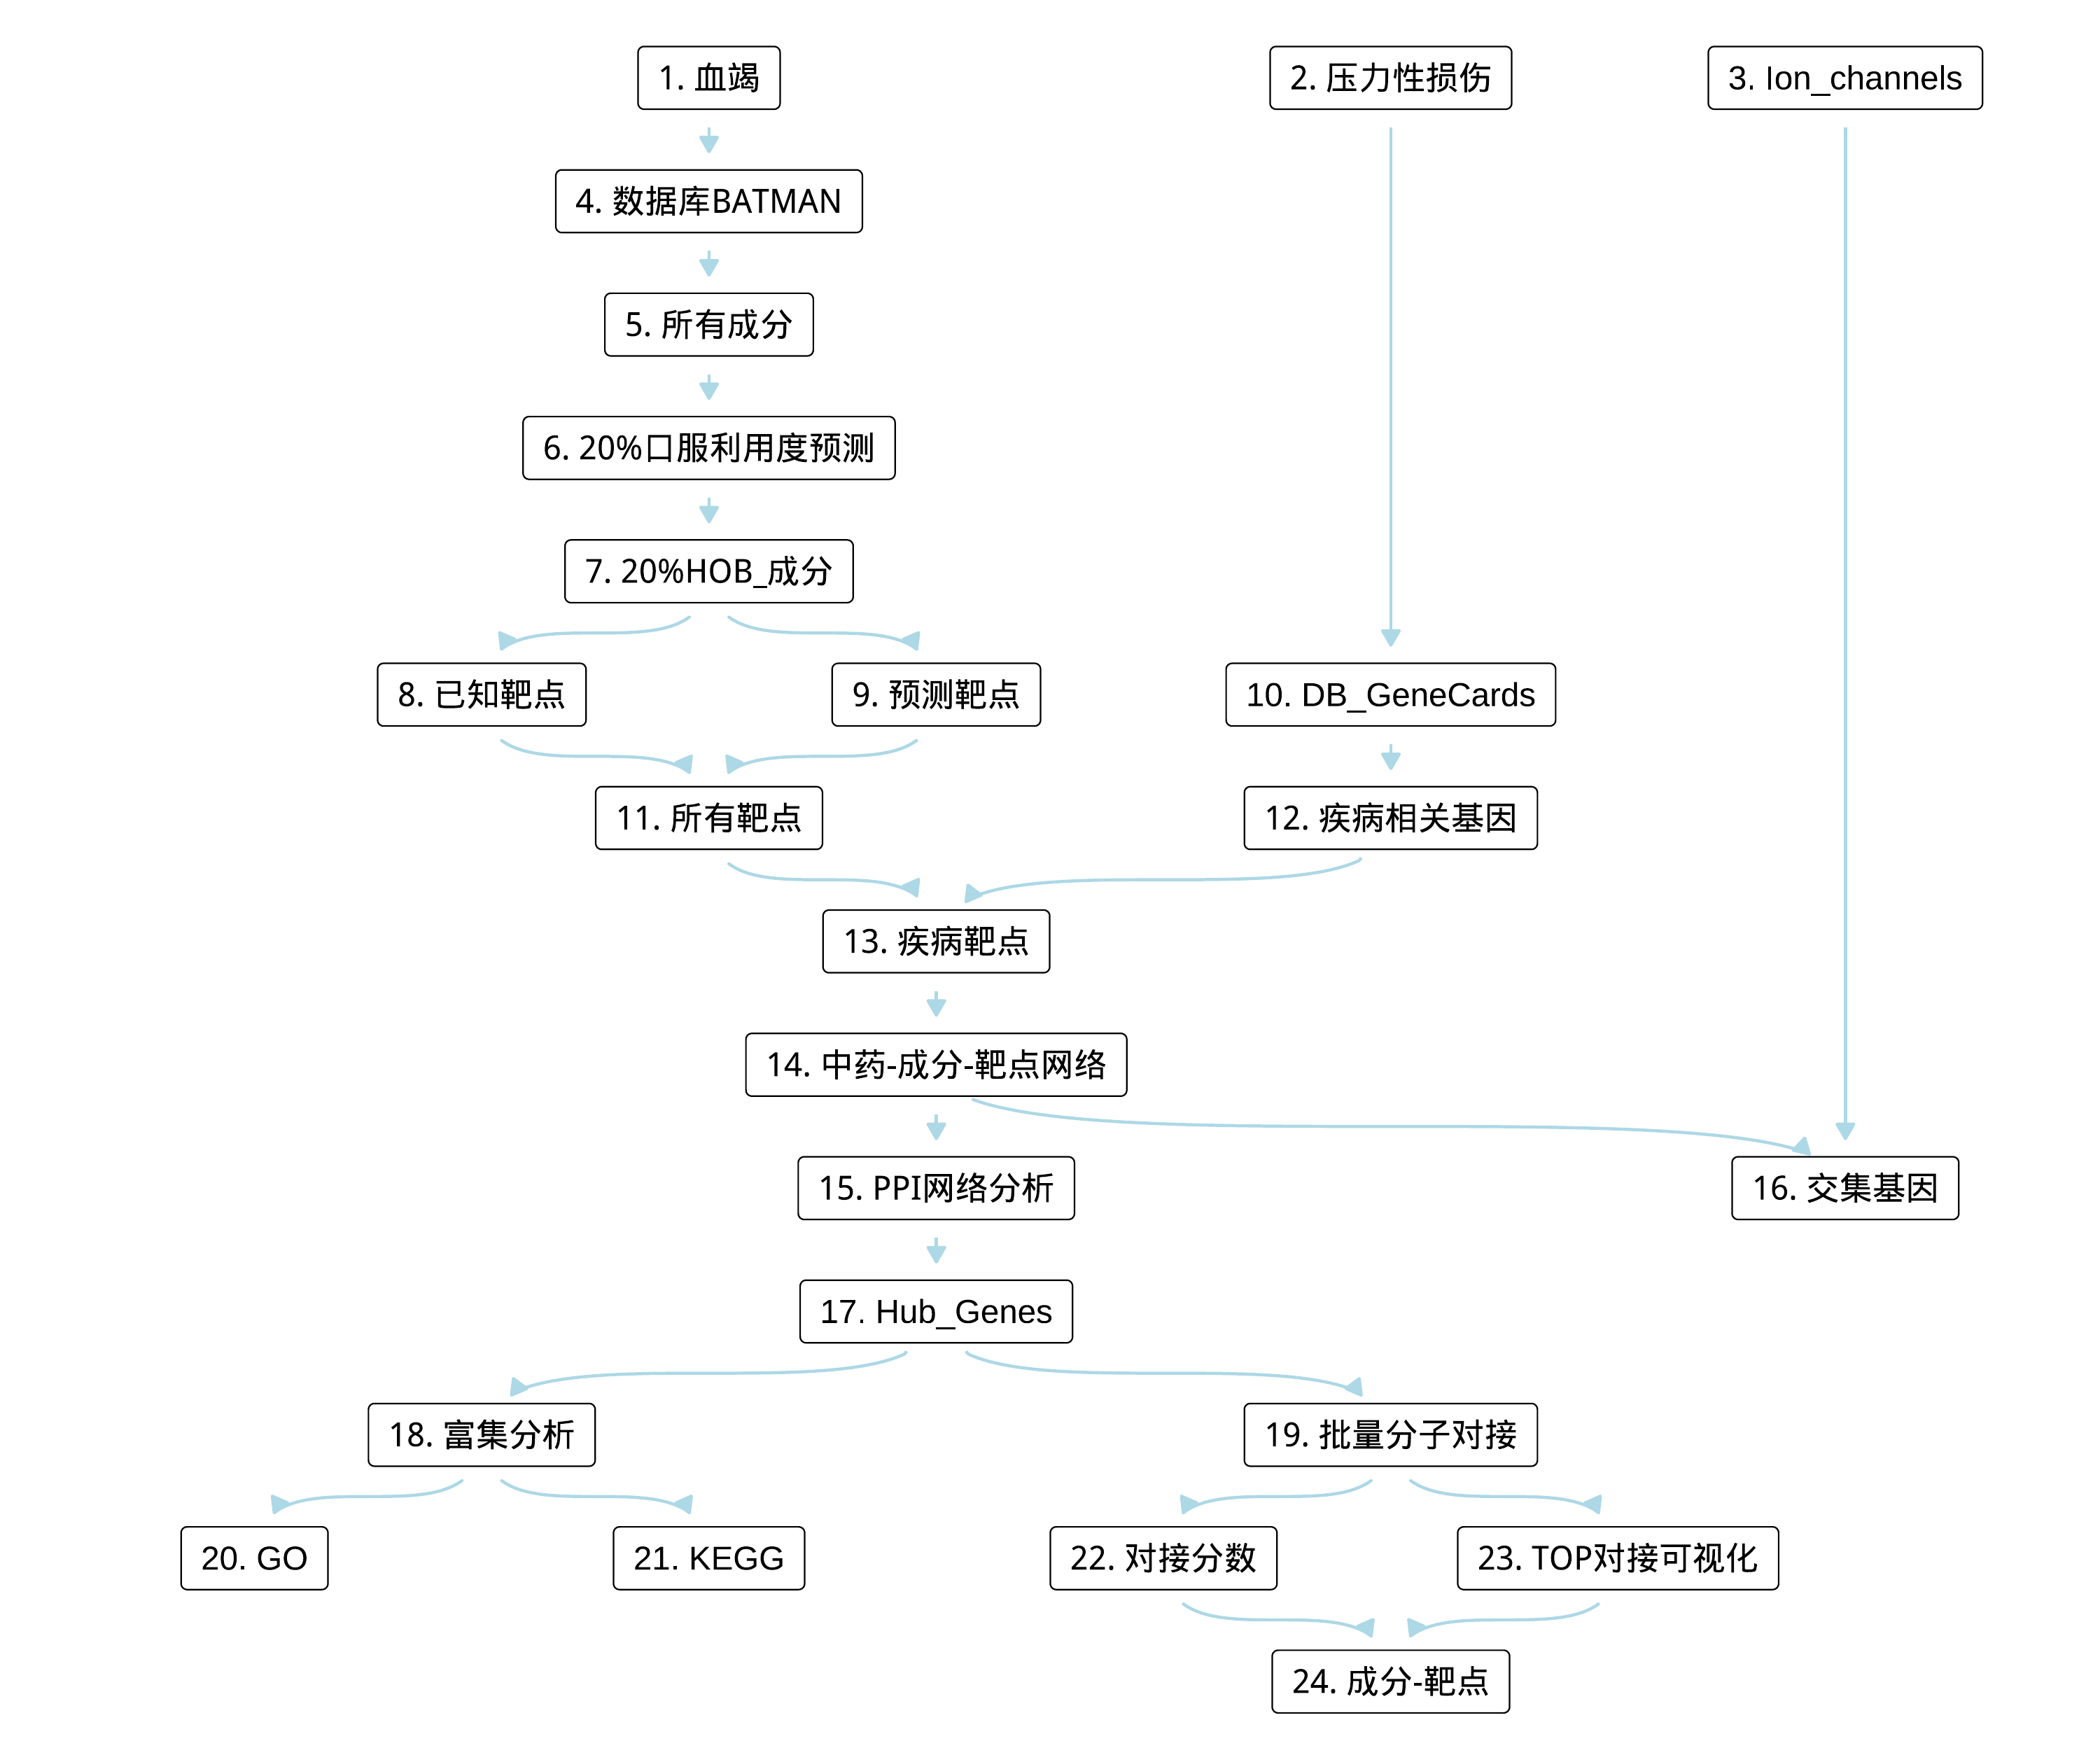 1. 血竭
2. 压力性损伤
3. Ion_channels
4. 数据库BATMAN
5. 所有成分
6. 20%口服利用度预测
7. 20%HOB_成分
8. 已知靶点
9. 预测靶点
10. DB_GeneCards
11. 所有靶点
12. 疾病相关基因
13. 疾病靶点
14. 中药-成分-靶点网络
15. PPI网络分析
16. 交集基因
17. Hub_Genes
18. 富集分析
19. 批量分子对接
20. GO
21. KEGG
22. 对接分数
23. TOP对接可视化
24. 成分-靶点